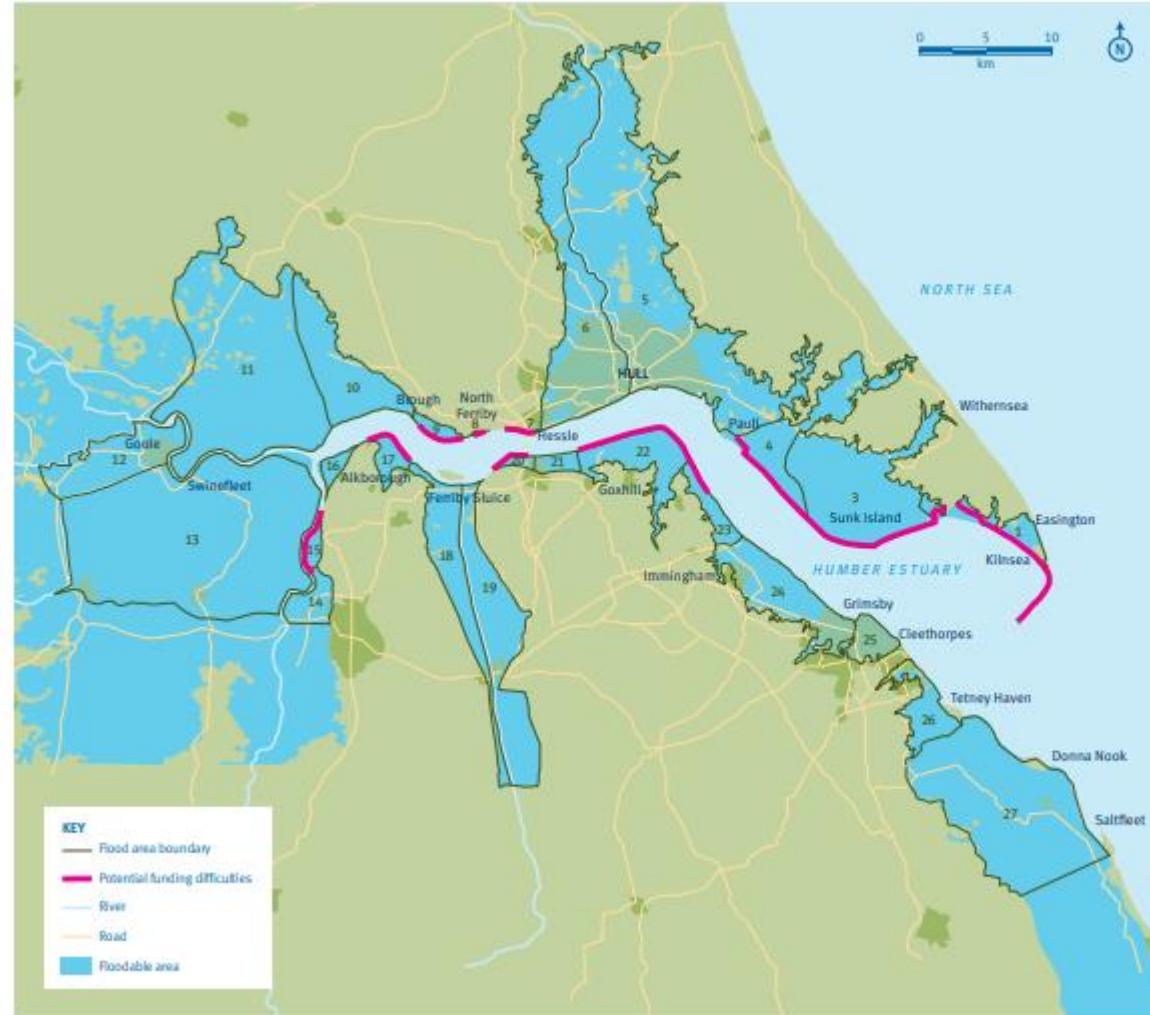 0 5 10
km
N
NORTH SEA
11
5
6
10
HULL
Brough
North
Ferriby
8
7
Hessle
Withernsea
Paull
4
Goole
12
9
16
17
Alkborough
20
21
22
Swinefleet
Ferriby Sluice
Goxhill
3
Sunk Island
1
Easington
Kilnsea
13
15
18
23
HUMBER ESTUARY
Immingham
14
19
24
Grimsby
25
Cleethorpes
Tetney Haven
26
Donna Nook
27
Saltfleet
KEY
Flood area boundary
Potential funding difficulties
River
Road
Floodable area